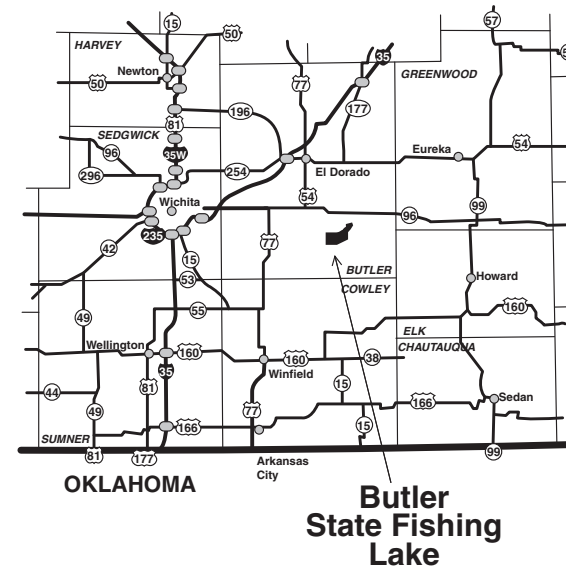 15
50
57
HARVEY
35
Newton
50
77
GREENWOOD
177
81
196
SEDGWICK
96
35W
Eureka
54
296
254
El Dorado
Wichita
54
99
96
235
42
77
15
BUTLER
53
COWLEY
Howard
49
55
160
ELK
Wellington
160
160
38
CHAUTAUQUA
35
Winfield
44
81
15
49
77
166
Sedan
166
15
SUMNER
81
177
Arkansas
City
99
OKLAHOMA
Butler
State Fishing
Lake